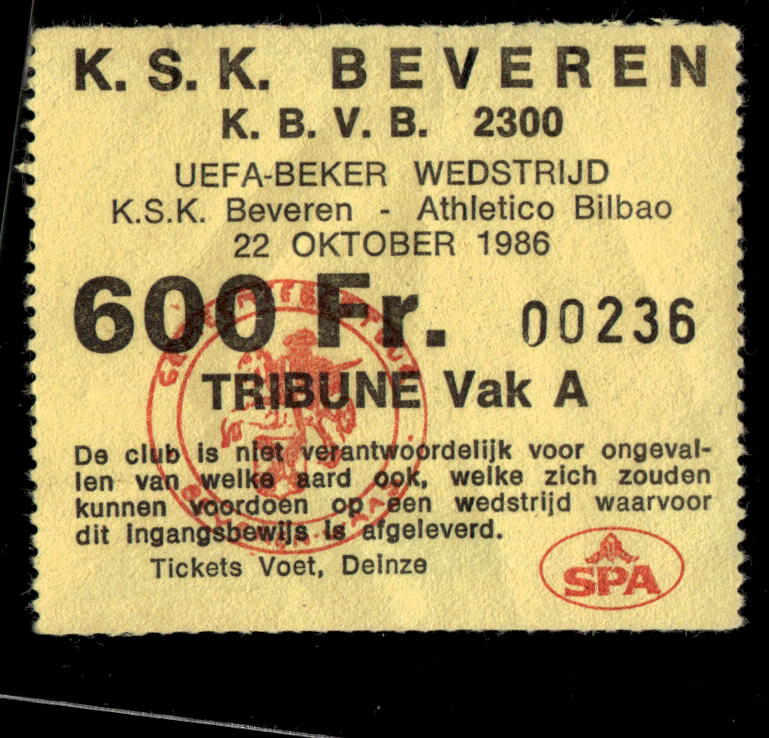 K. S. K. BEVEREN
K. B. V. B. 2300
UEFA-BEKER WEDSTRIJD
K.S.K. Beveren - Athletico Bilbao
22 OKTOBER 1986
600 Fr. 00236
TRIBUNE Vak A
De club is niet verantwoordelijk voor ongeval-
len van welke aard ook, welke zich zouden
kunnen voordoen op een wedstrijd waarvoor
dit ingangsbewijs is afgeleverd.
Tickets Voet, Deinze
SPA